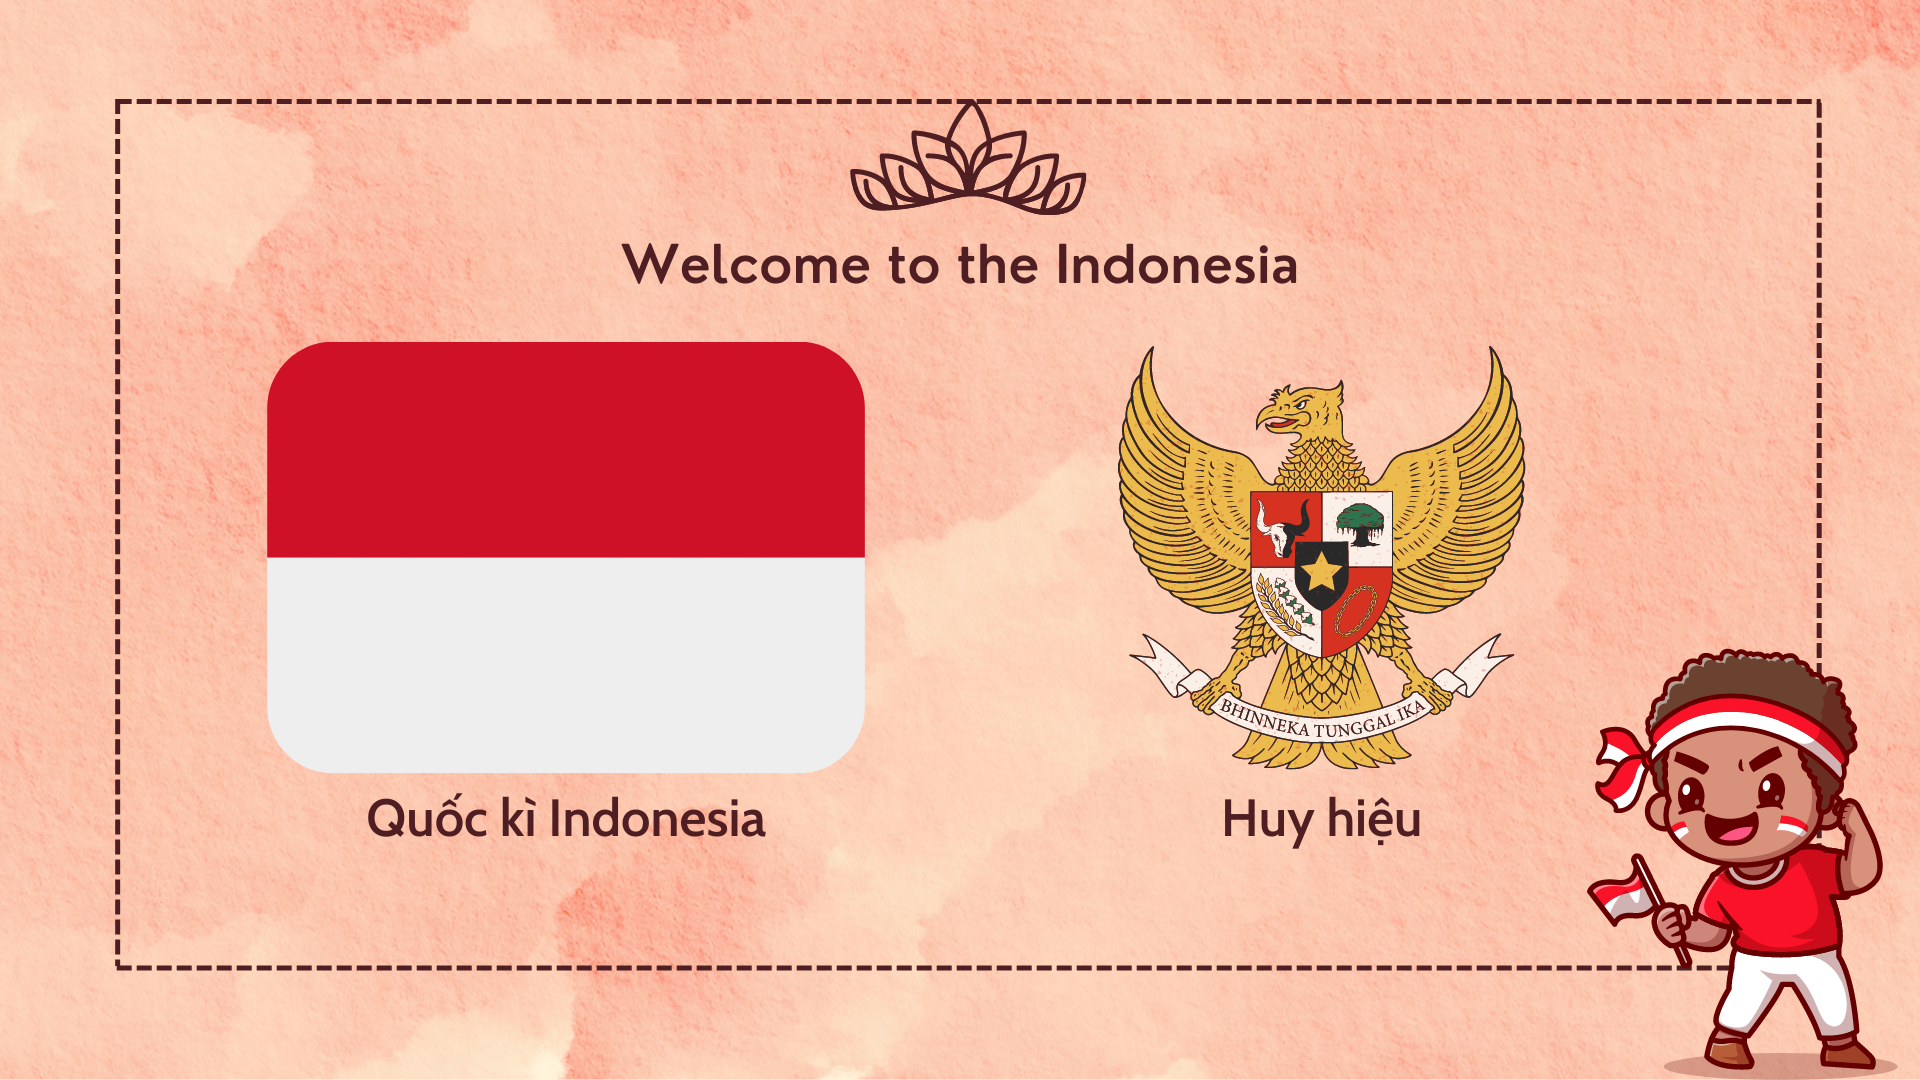 Welcome to the Indonesia
BHINNEKA TUNGGAL IKA
Quốc kì Indonesia
Huy hiệu